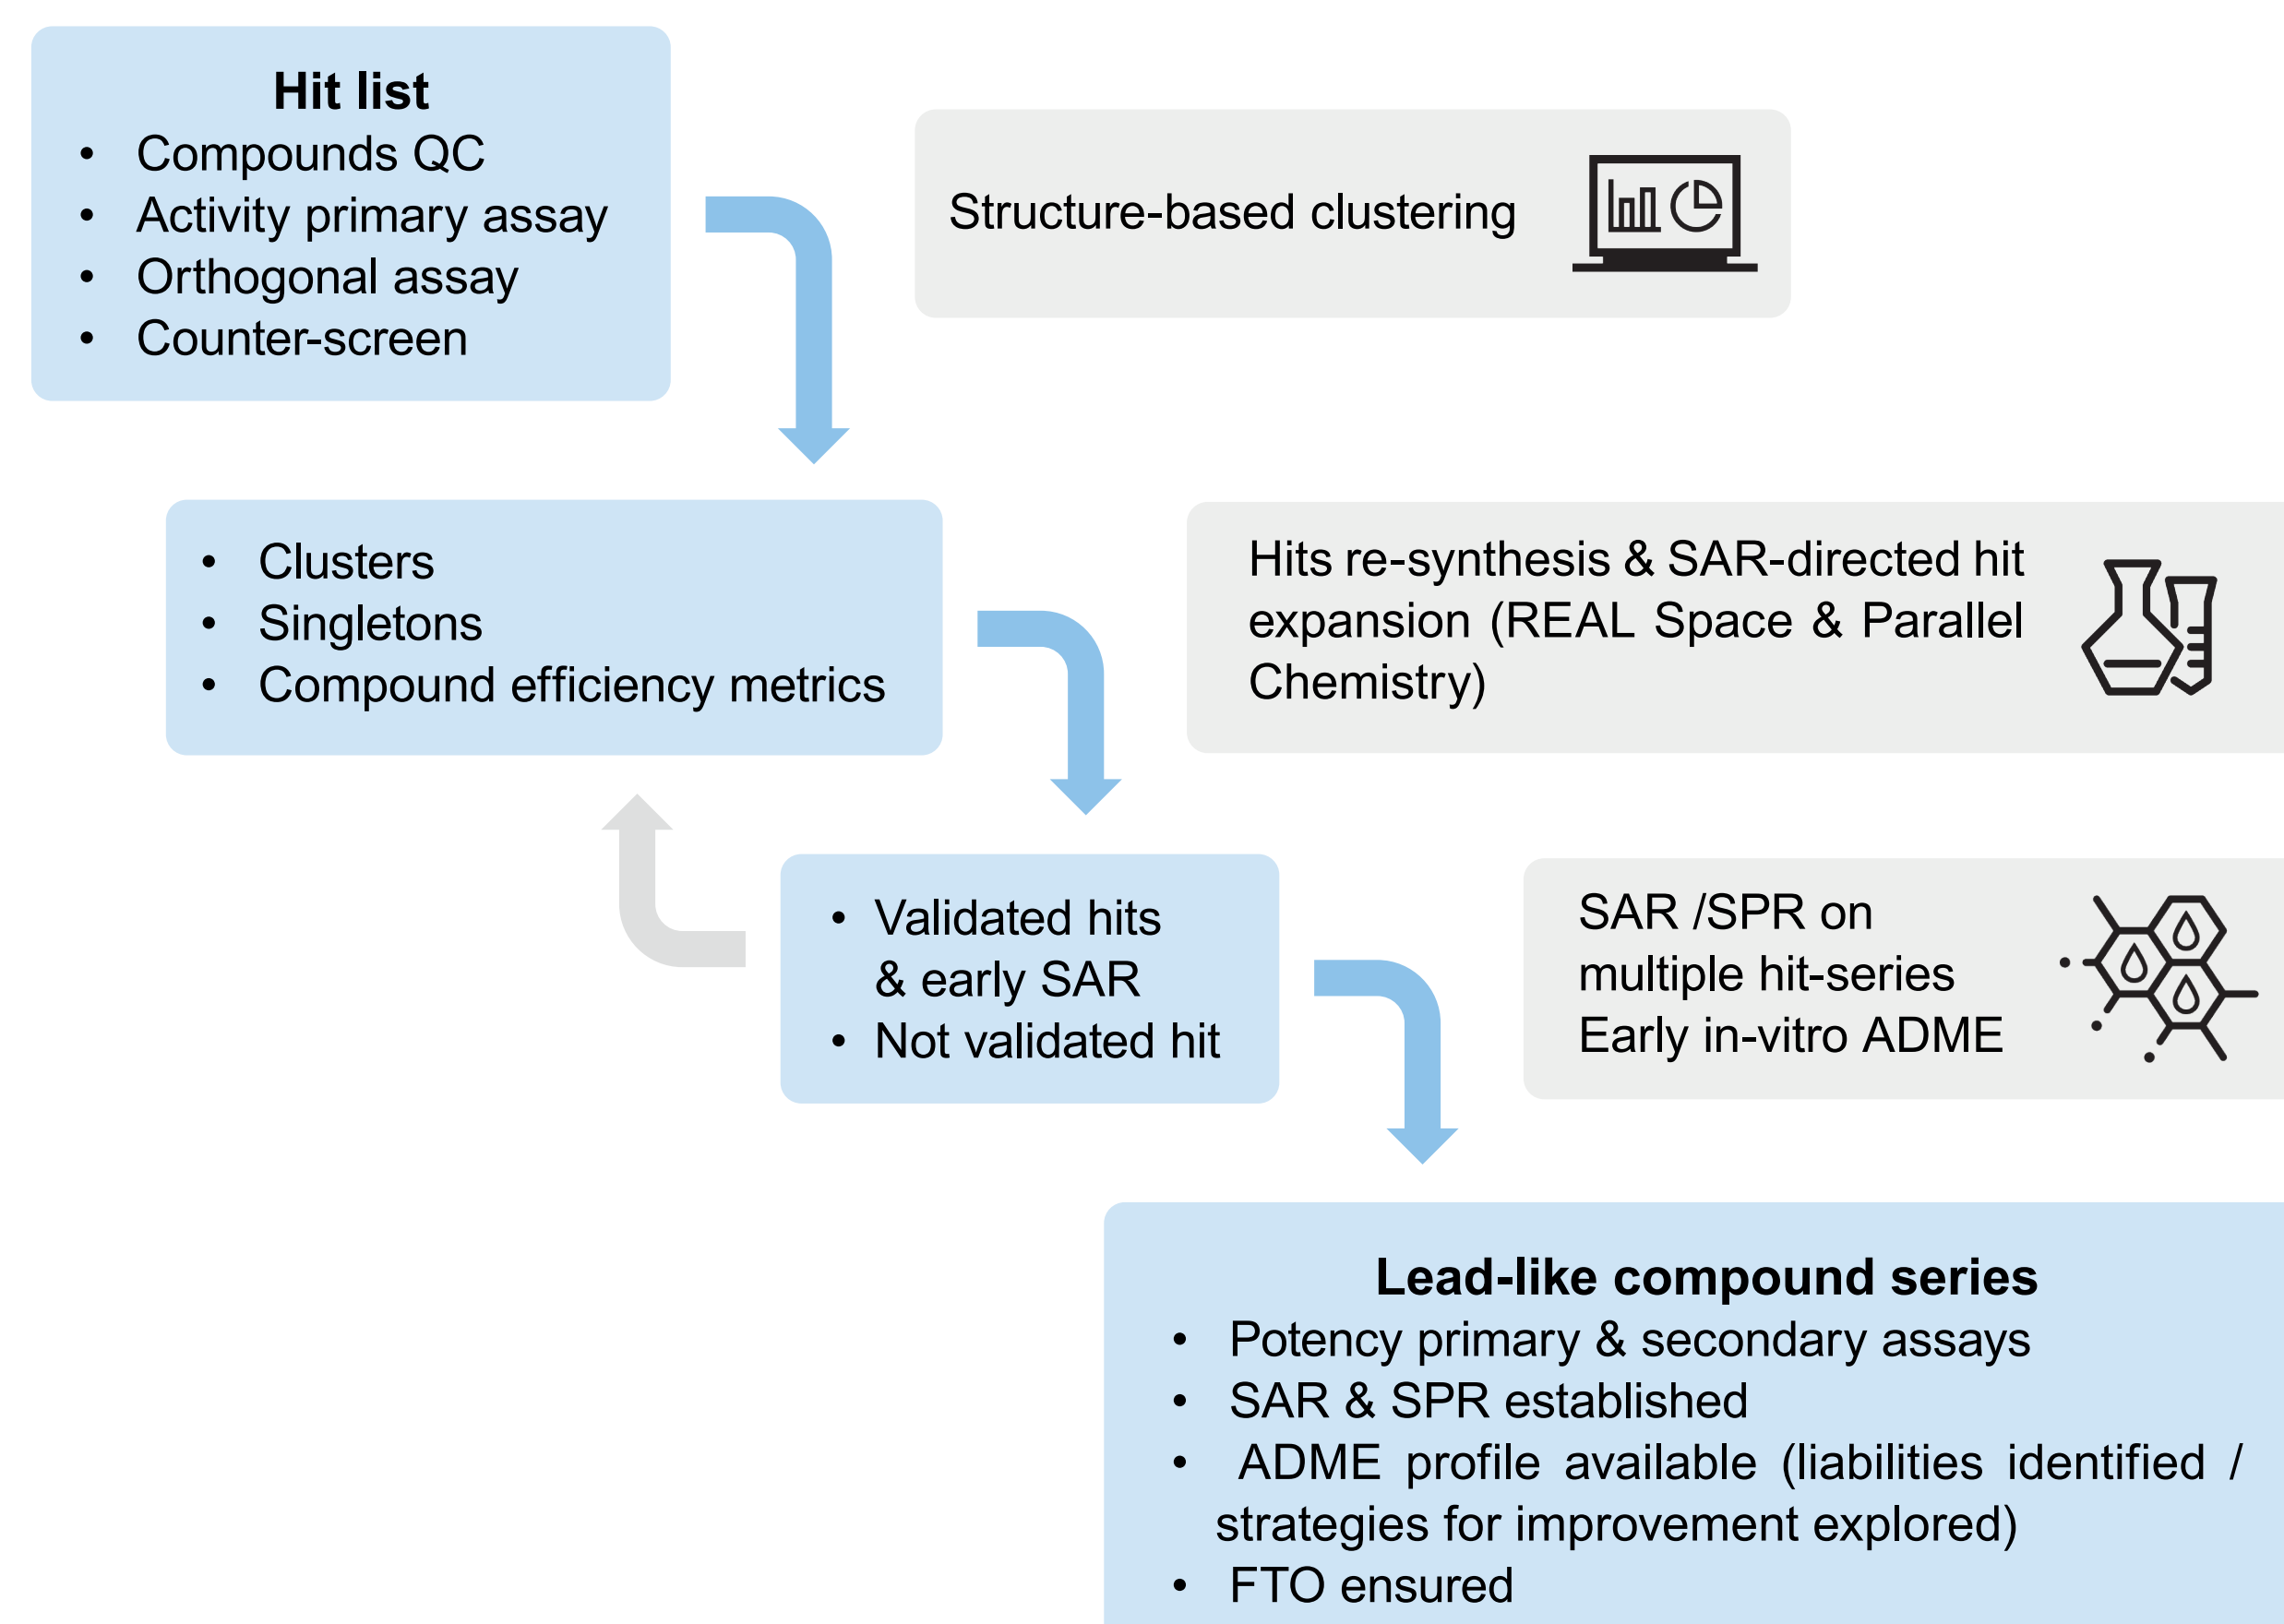 Hit list
• Compounds QC
• Activity primary assay
• Orthogonal assay
• Counter-screen
Structure-based clustering
• Clusters
• Singletons
• Compound efficiency metrics
Hits re-synthesis & SAR-directed hit
expansion (REAL Space & Parallel
Chemistry)
• Validated hits
& early SAR
• Not validated hit
SAR /SPR on
multiple hit-series
Early in-vitro ADME
Lead-like compound series
• Potency primary & secondary assays
• SAR & SPR established
• ADME profile available (liabilities identified /
strategies for improvement explored)
• FTO ensured